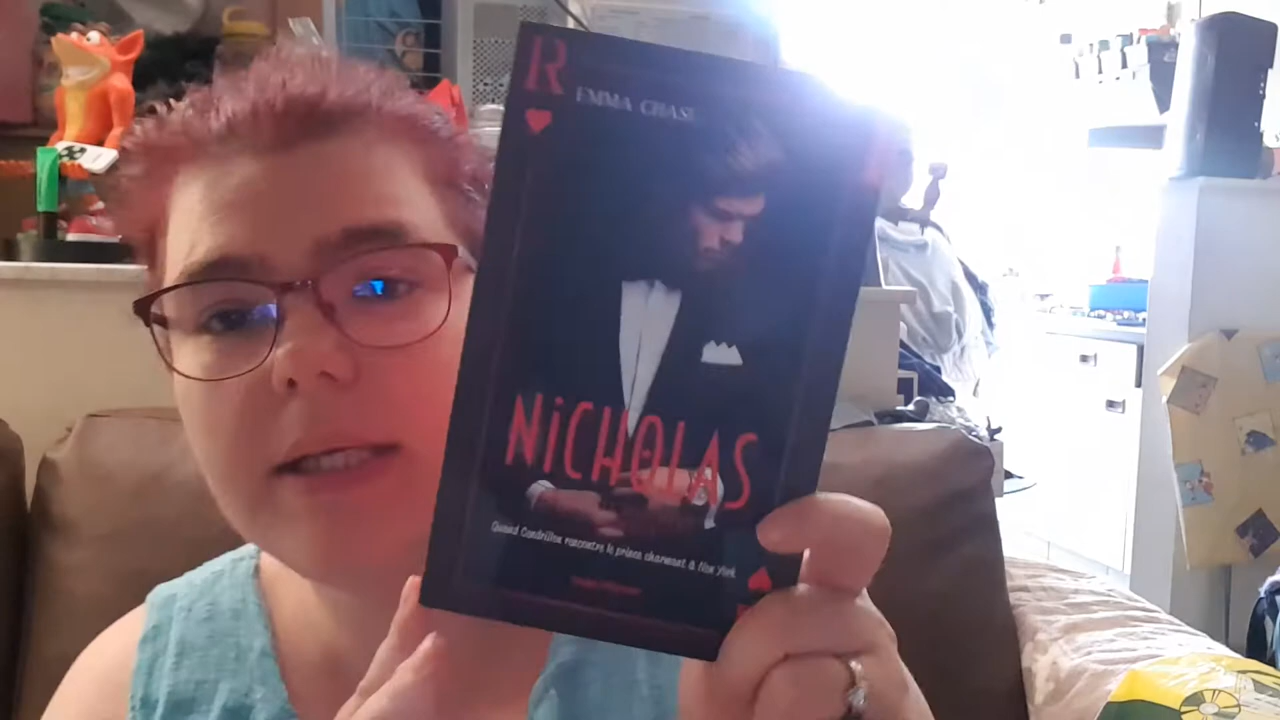 R
EMMA CHASE
NiCHOLAS
Quand Cendrillon rencontre le prince charmant à New York